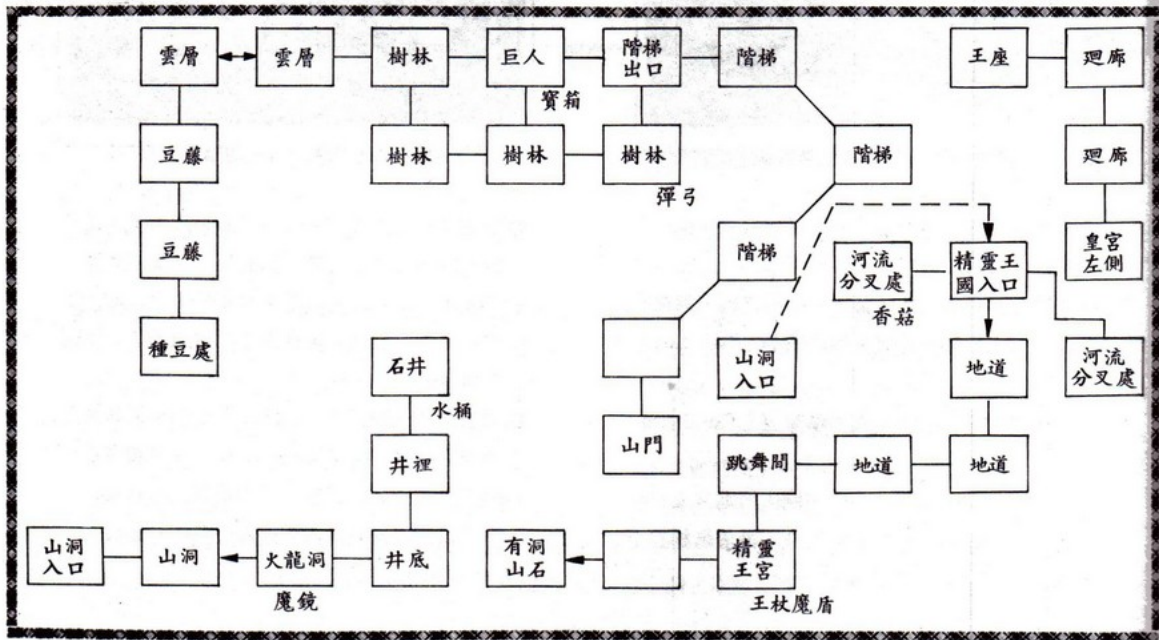 雲層
雲層
樹林
巨人
階梯
出口
階梯
王座
迴廊
寶箱
豆藤
樹林
樹林
樹林
階梯
迴廊
彈弓
豆藤
階梯
河流
分叉處
精靈王
國入口
皇宮
左側
香菇
種豆處
石井
山洞
入口
地道
河流
分叉處
水桶
井裡
山門
跳舞間
地道
地道
山洞
入口
山洞
火龍洞
井底
有洞
山石
精靈
王宮
魔鏡
王杖魔盾